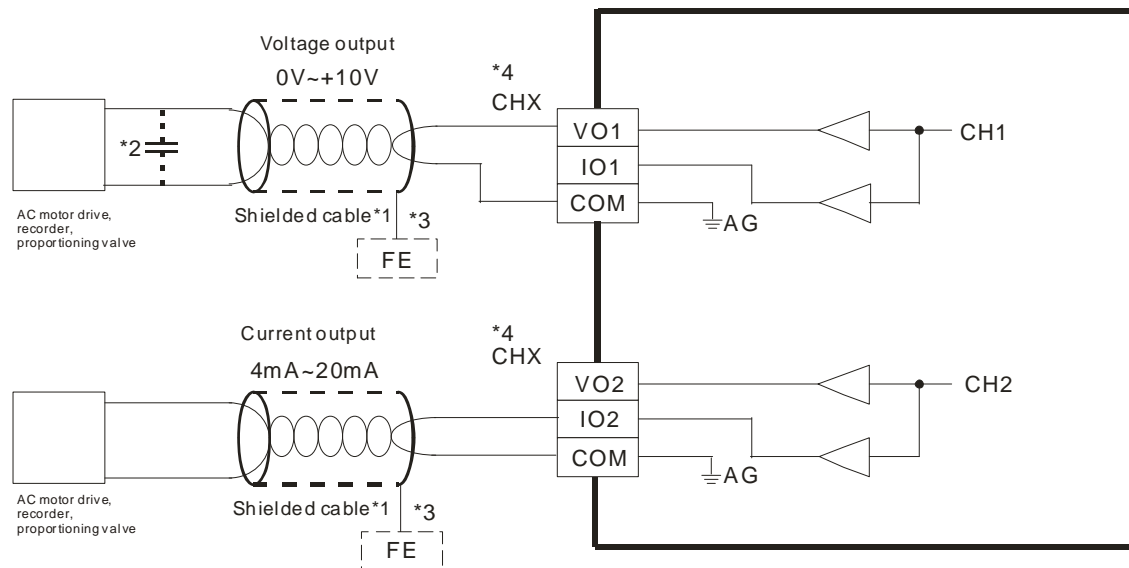 Voltage output
0V~+10V
*4
CHX
*2
VO1
CH1
IO1
COM
AG
AC motor drive,
recorder,
proportioning valve
Shielded cable*1
*3
FE
Current output
4mA~20mA
*4
CHX
VO2
CH2
IO2
COM
AG
AC motor drive,
recorder,
proportioning valve
Shielded cable*1
*3
FE